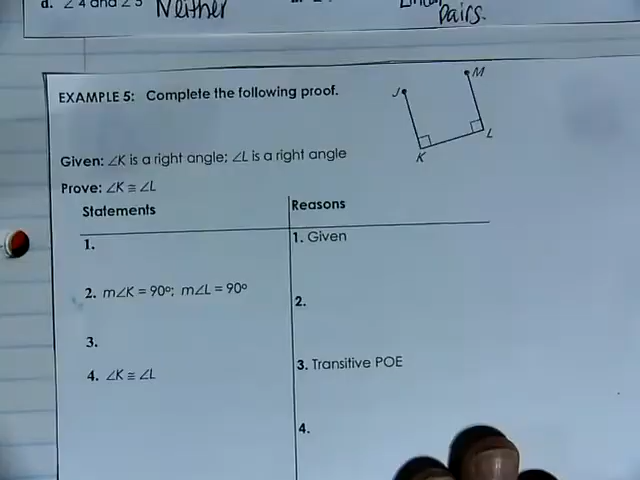 d. ∠4 and ∠5 Neither
pairs.
EXAMPLE 5: Complete the following proof.
J
M
K
L
Given: ∠K is a right angle; ∠L is a right angle
Prove: ∠K ≅ ∠L
Statements
Reasons
1.
1. Given
2. m∠K = 90°; m∠L = 90°
2.
3.
3. Transitive POE
4. ∠K ≅ ∠L
4.